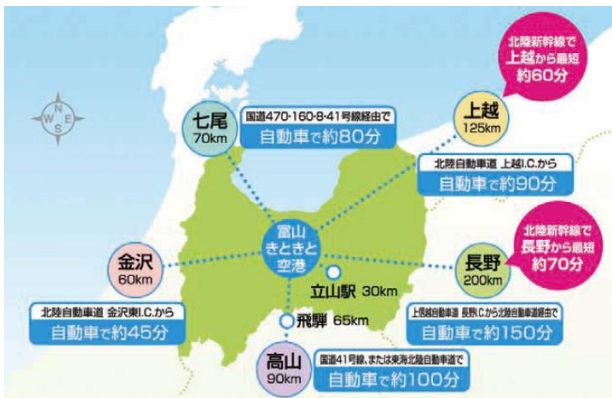 北陸新幹線で
上越から最短
約60分
N
W
E
S
七尾
70km
国道470・160・8・41号線経由で
自動車で約80分
上越
125km
北陸自動車道 上越I.C.から
自動車で約90分
富山
きときと
空港
金沢
60km
北陸自動車道 金沢東I.C.から
自動車で約45分
北陸新幹線で
長野から最短
約70分
長野
200km
上信越自動車道 長野I.C.から北陸自動車道経由で
自動車で約150分
立山駅 30km
飛騨 65km
高山
90km
国道41号線、または東海北陸自動車道で
自動車で約100分